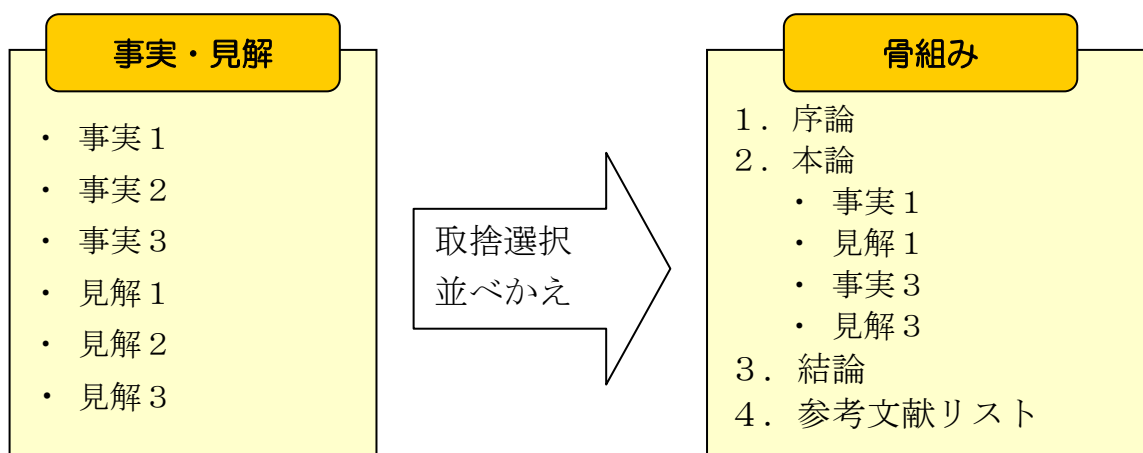 事実・見解
・ 事実１
・ 事実２
・ 事実３
・ 見解１
・ 見解２
・ 見解３
取捨選択
並べかえ
骨組み
１．序論
２．本論
・ 事実１
・ 見解１
・ 事実３
・ 見解３
３．結論
４．参考文献リスト